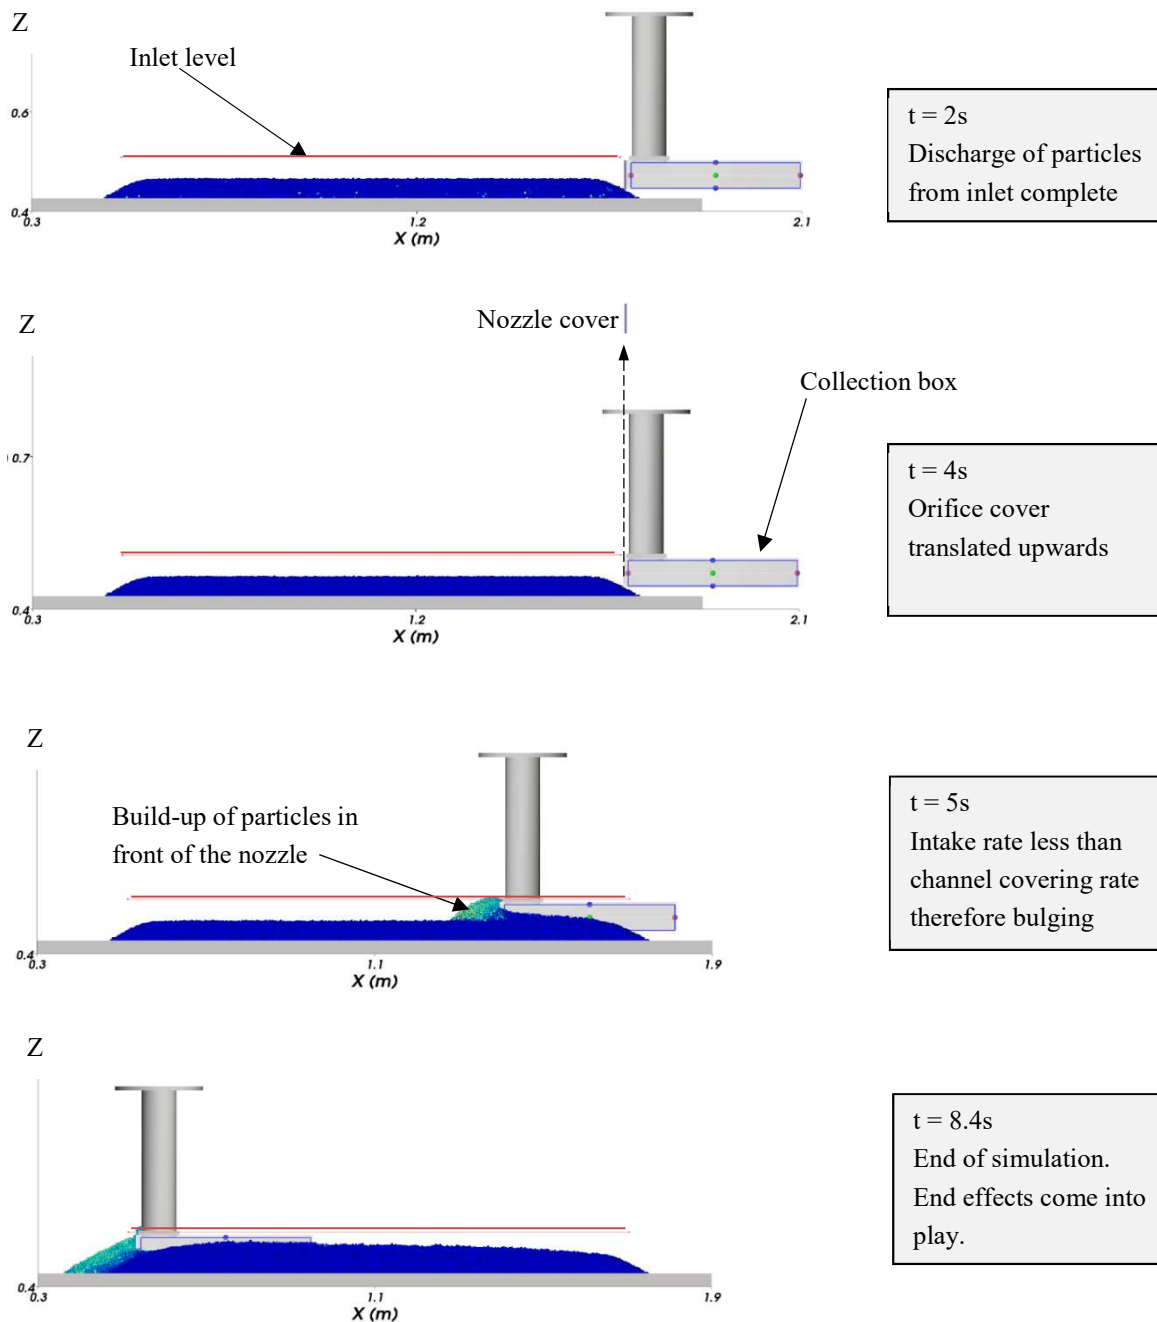 Z
Inlet level
0.6
0.4
0.3
1.2
2.1
X (m)
t = 2s
Discharge of particles
from inlet complete
Z
Nozzle cover
Collection box
0.7
0.4
0.3
1.2
2.1
X (m)
t = 4s
Orifice cover
translated upwards
Z
Build-up of particles in
front of the nozzle
0.4
0.3
1.1
1.9
X (m)
t = 5s
Intake rate less than
channel covering rate
therefore bulging
Z
0.4
0.3
1.1
1.9
X (m)
t = 8.4s
End of simulation.
End effects come into
play.